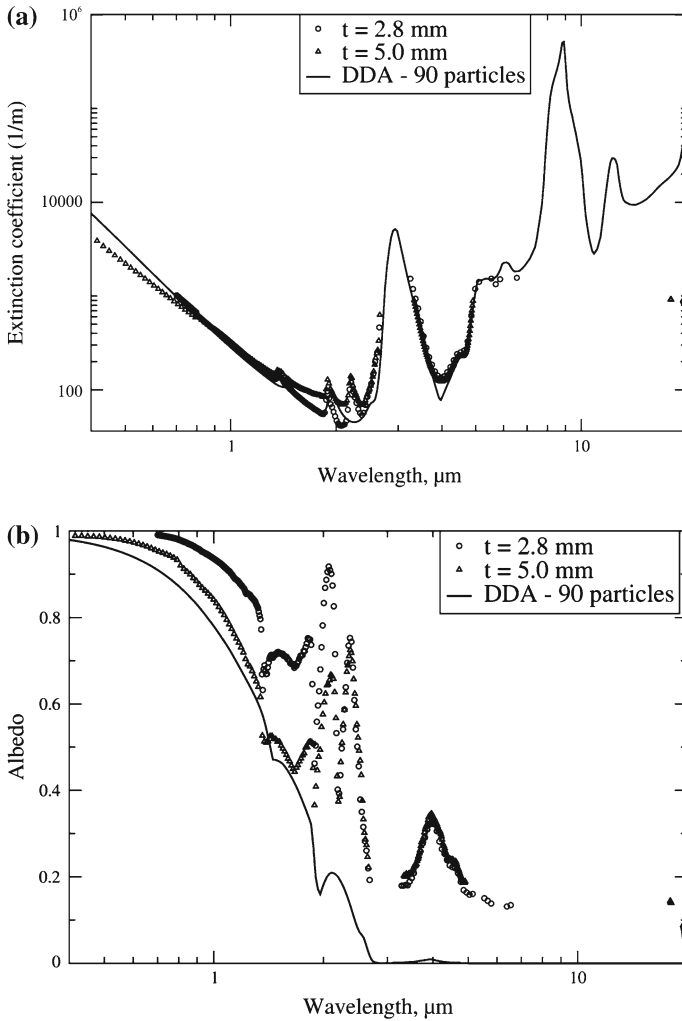 (a)
10⁶
t = 2.8 mm
t = 5.0 mm
DDA - 90 particles
Extinction coefficient (1/m)
10000
100
1
10
Wavelength, µm
(b)
1
t = 2.8 mm
t = 5.0 mm
DDA - 90 particles
0.8
0.6
Albedo
0.4
0.2
0
1
10
Wavelength, µm